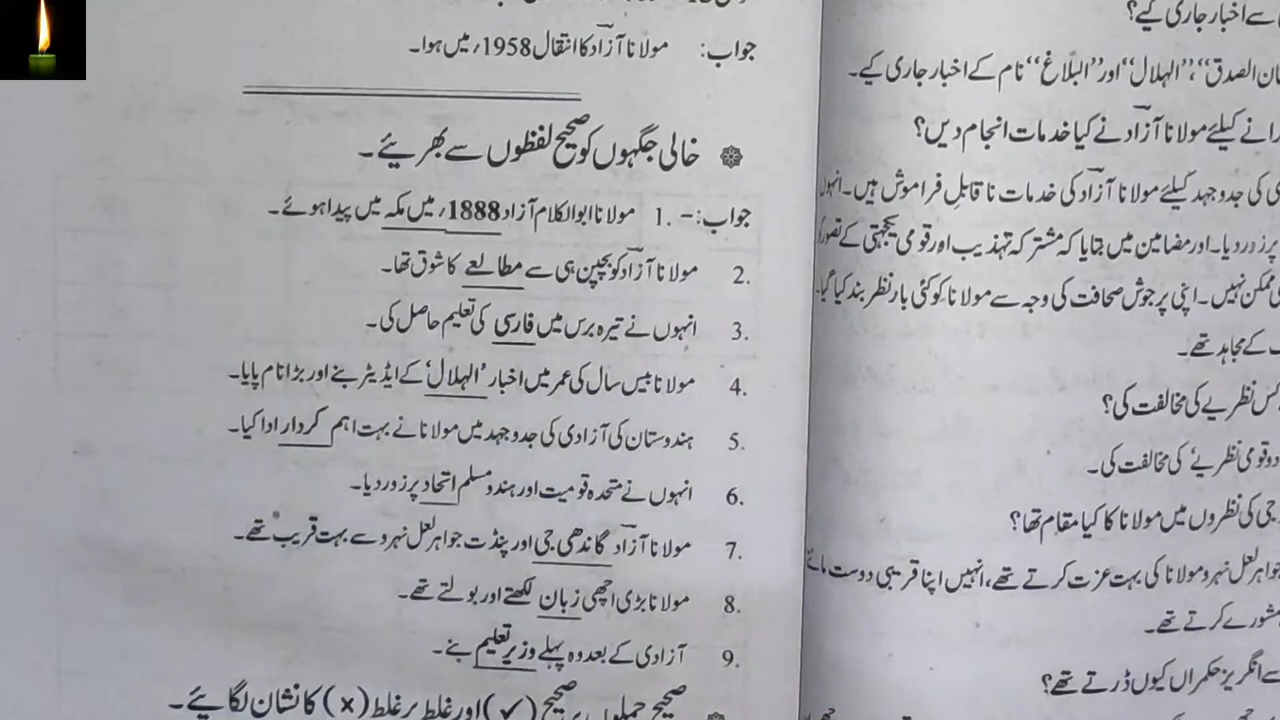 جواب: مولانا آزاد کا انتقال 1958ء میں ہوا۔
خالی جگہوں کو صحیح لفظوں سے بھریئے۔
جواب:- 1. مولانا ابوالکلام آزاد 1888ء میں مکہ میں پیدا ہوئے۔
2. مولانا آزاد کو بچپن ہی سے مطالعے کا شوق تھا۔
3. انہوں نے تیرہ برس میں فارسی کی تعلیم حاصل کی۔
4. مولانا بیس سال کی عمر میں اخبار ’الہلال‘ کے ایڈیٹر بنے اور بڑا نام پایا۔
5. ہندوستان کی آزادی کی جدوجہد میں مولانا نے بہت اہم کردار ادا کیا۔
6. انہوں نے متحدہ قومیت اور ہندو مسلم اتحاد پر زور دیا۔
7. مولانا آزاد گاندھی جی اور پنڈت جواہر لعل نہرو سے بہت قریب تھے۔
8. مولانا بڑی اچھی زبان لکھتے اور بولتے تھے۔
9. آزادی کے بعد وہ پہلے وزیر تعلیم بنے۔
صحیح جملوں پر صحیح (✓) اور غلط پر غلط (×) کا نشان لگائیے۔
سے اخبار جاری کیے؟
الصدق“، ”الہلال“ اور ”البلاغ“ نام کے اخبار جاری کیے۔
کیلئے مولانا آزاد نے کیا خدمات انجام دیں؟
کی جدوجہد کیلئے مولانا آزاد کی خدمات ناقابلِ فراموش ہیں۔ انہوں
پر زور دیا۔ اور مضامین میں بتایا کہ مشترکہ تہذیب اور قومی یکجہتی کے تصور
ممکن نہیں۔ اپنی پرجوش صحافت کی وجہ سے مولانا کو کئی بار نظر بند کیا گیا۔
کے مجاہد تھے۔
نظریے کی مخالفت کی؟
دو قومی نظریے کی مخالفت کی۔
جی کی نظروں میں مولانا کا کیا مقام تھا؟
جواہر لعل نہرو مولانا کی بہت عزت کرتے تھے، انہیں اپنا قریبی دوست مانتے
مشورے کرتے تھے۔
سے انگریز حکمراں کیوں ڈرتے تھے؟